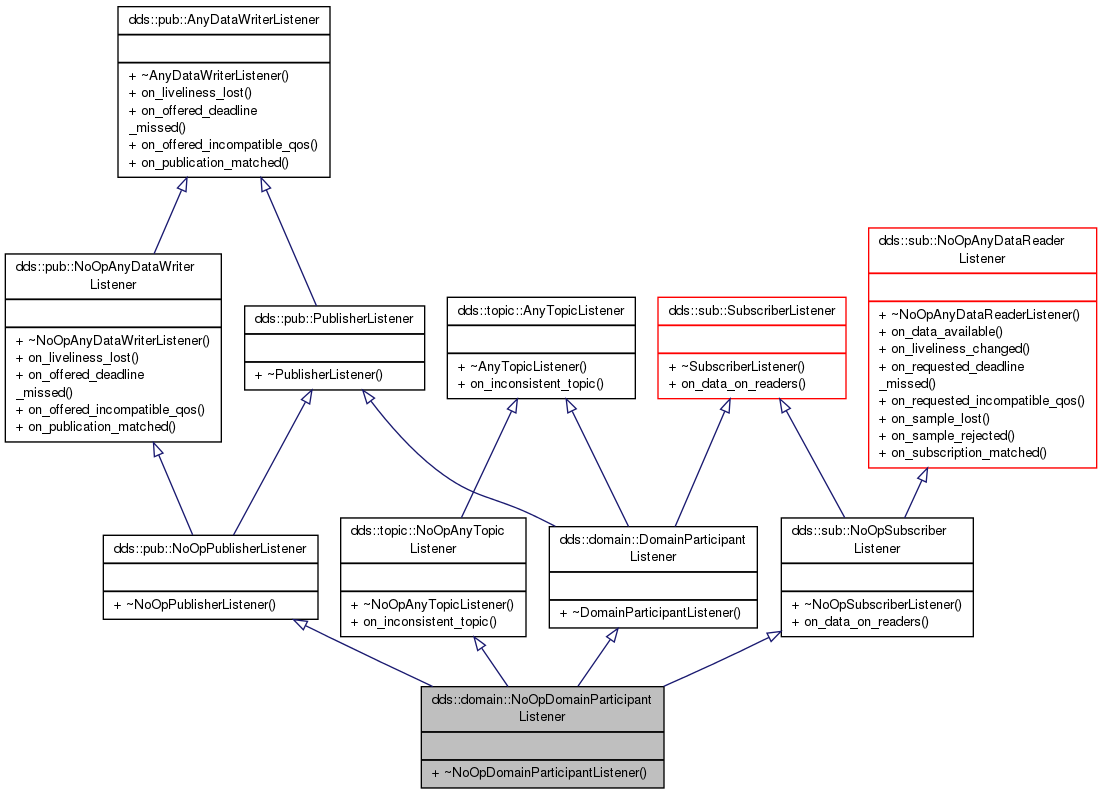 dds::pub::AnyDataWriterListener
+ ~AnyDataWriterListener()
+ on_liveliness_lost()
+ on_offered_deadline
_missed()
+ on_offered_incompatible_qos()
+ on_publication_matched()
dds::pub::NoOpAnyDataWriter
Listener
+ ~NoOpAnyDataWriterListener()
+ on_liveliness_lost()
+ on_offered_deadline
_missed()
+ on_offered_incompatible_qos()
+ on_publication_matched()
dds::pub::PublisherListener
+ ~PublisherListener()
dds::topic::AnyTopicListener
+ ~AnyTopicListener()
+ on_inconsistent_topic()
dds::sub::SubscriberListener
+ ~SubscriberListener()
+ on_data_on_readers()
dds::sub::NoOpAnyDataReader
Listener
+ ~NoOpAnyDataReaderListener()
+ on_data_available()
+ on_liveliness_changed()
+ on_requested_deadline
_missed()
+ on_requested_incompatible_qos()
+ on_sample_lost()
+ on_sample_rejected()
+ on_subscription_matched()
dds::pub::NoOpPublisherListener
+ ~NoOpPublisherListener()
dds::topic::NoOpAnyTopic
Listener
+ ~NoOpAnyTopicListener()
+ on_inconsistent_topic()
dds::domain::DomainParticipant
Listener
+ ~DomainParticipantListener()
dds::sub::NoOpSubscriber
Listener
+ ~NoOpSubscriberListener()
+ on_data_on_readers()
dds::domain::NoOpDomainParticipant
Listener
+ ~NoOpDomainParticipantListener()